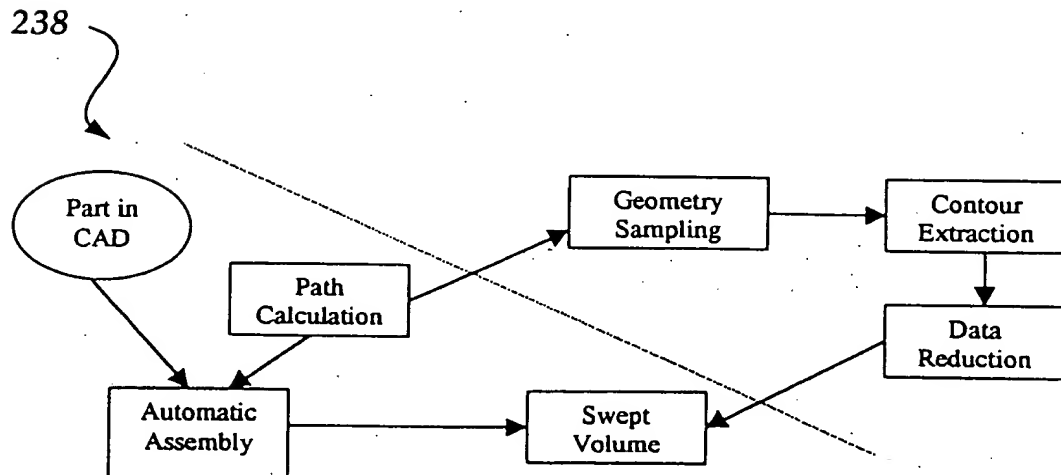 238
Part in
CAD
Path
Calculation
Automatic
Assembly
Geometry
Sampling
Contour
Extraction
Data
Reduction
Swept
Volume